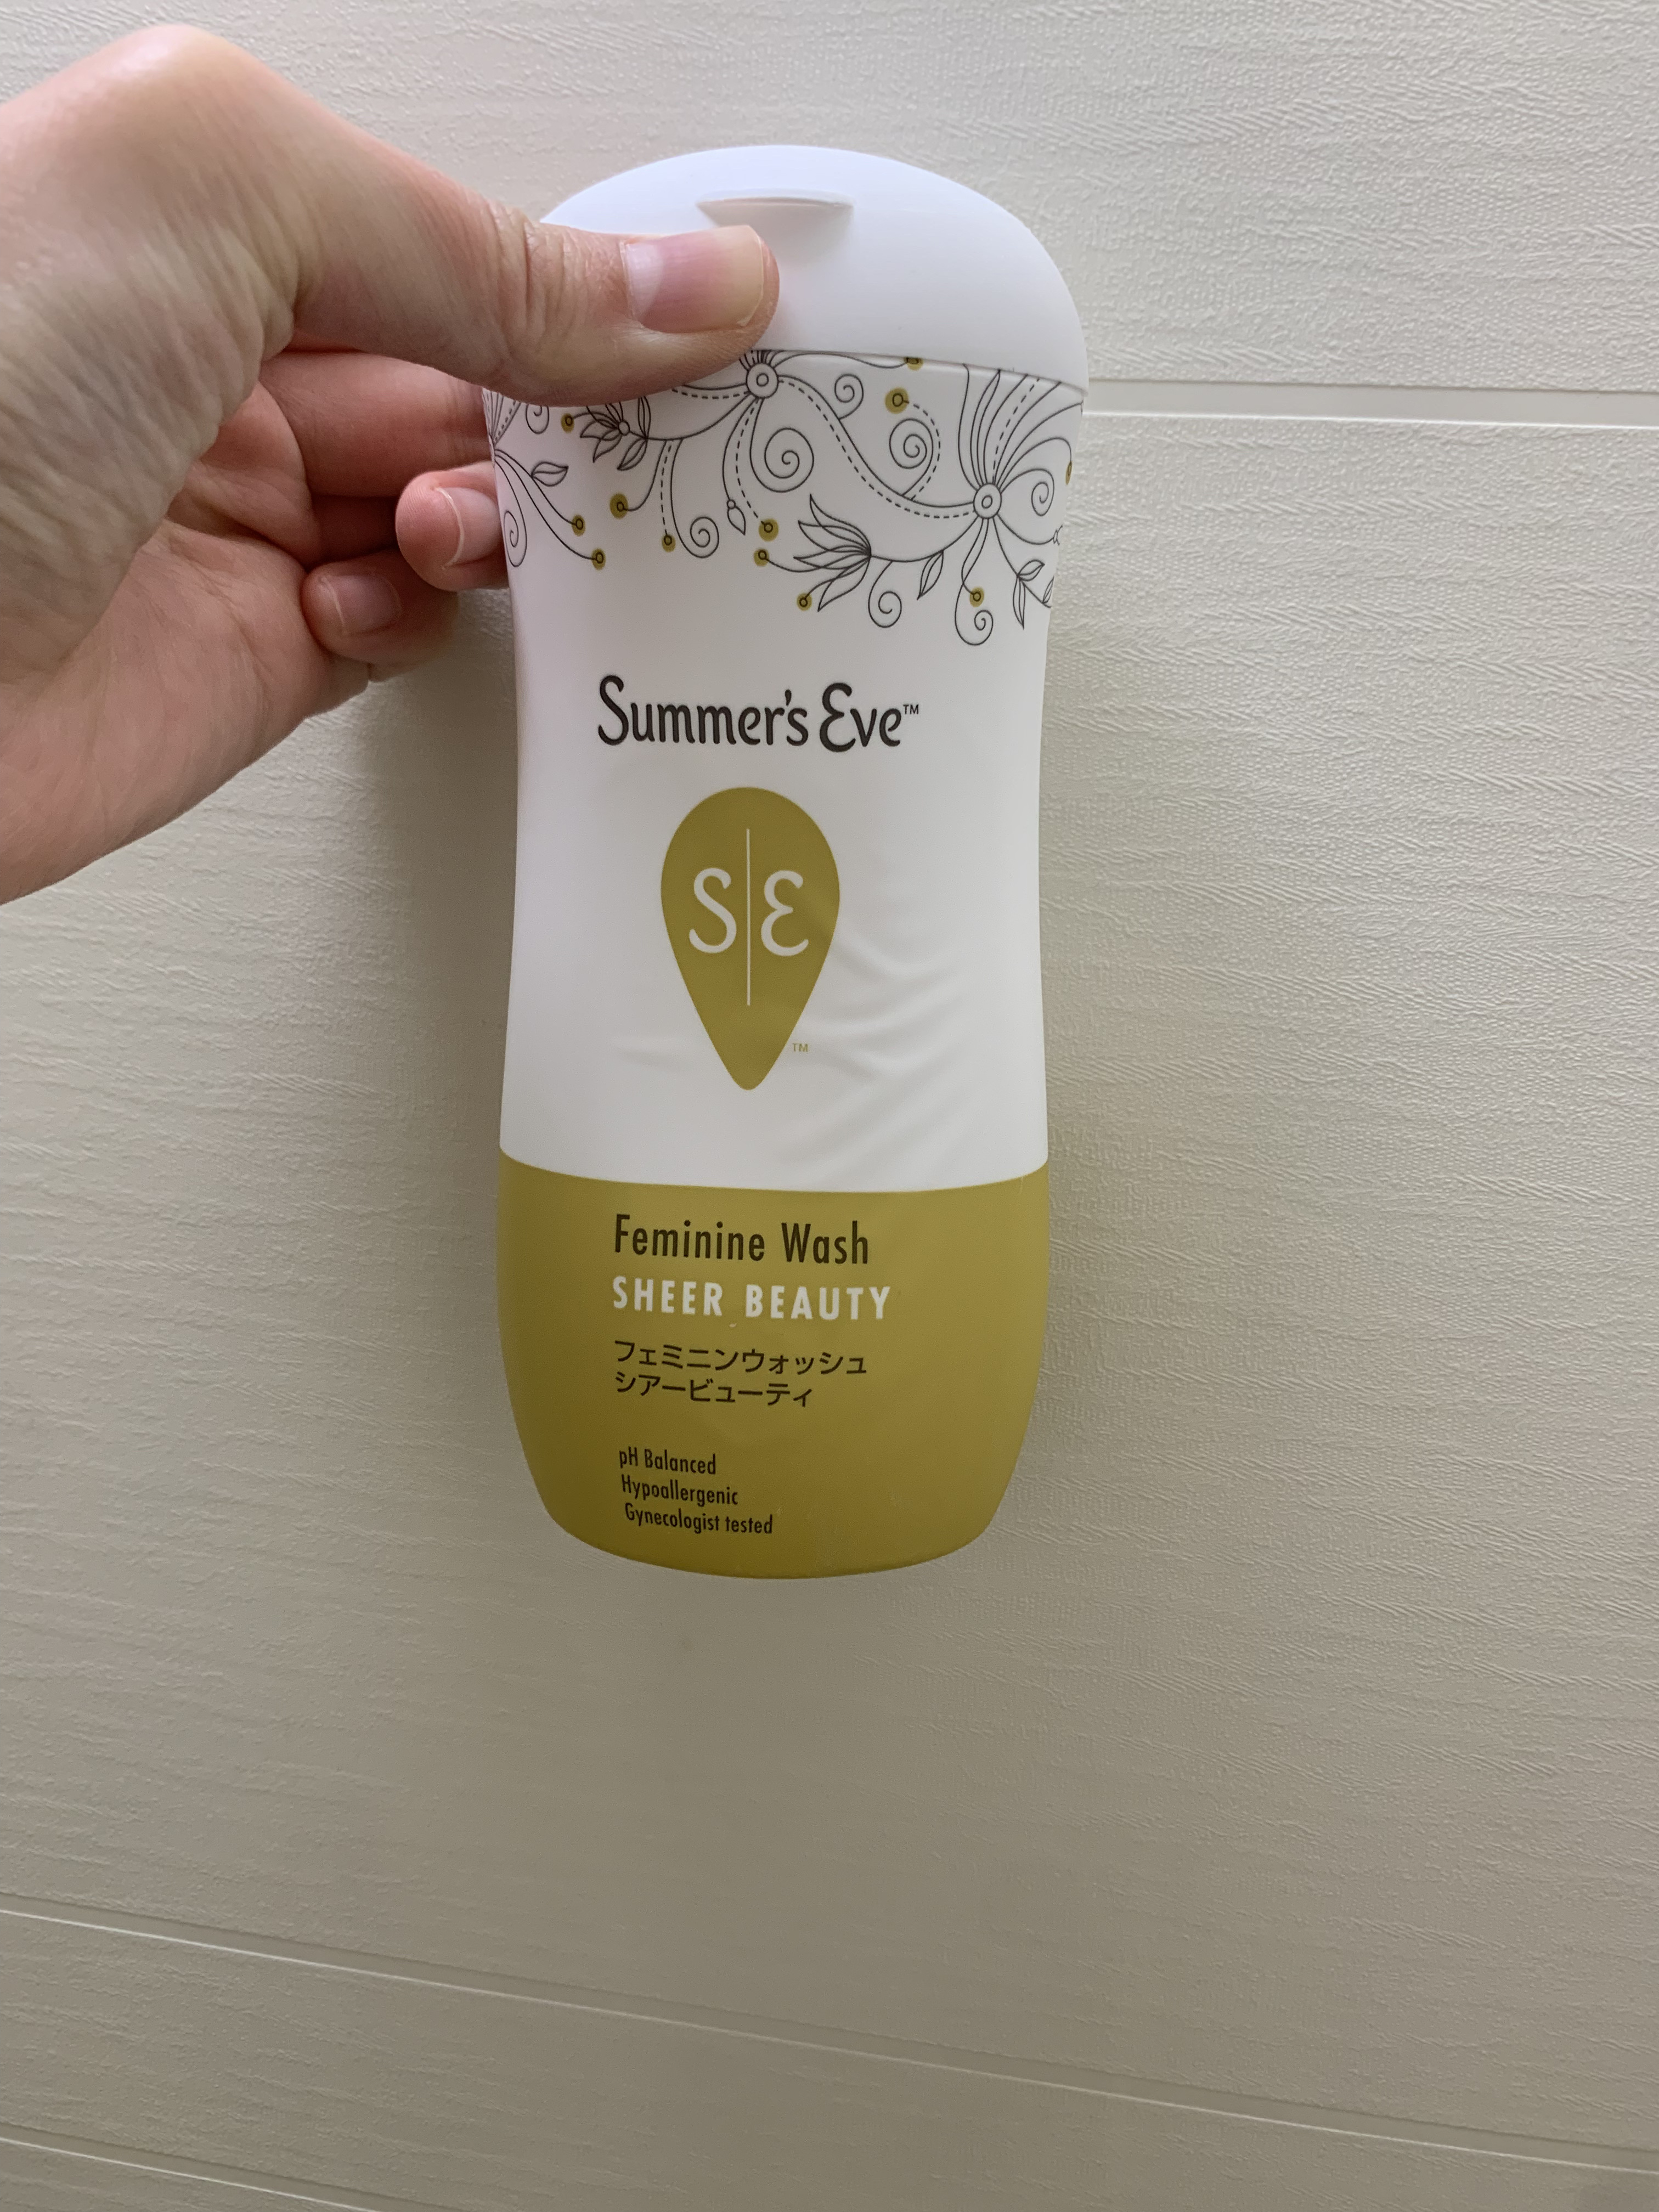 Summer's Eve™
S|E
TM
Feminine Wash
SHEER BEAUTY
フェミニンウォッシュ
シアービューティ
pH Balanced
Hypoallergenic
Gynecologist tested